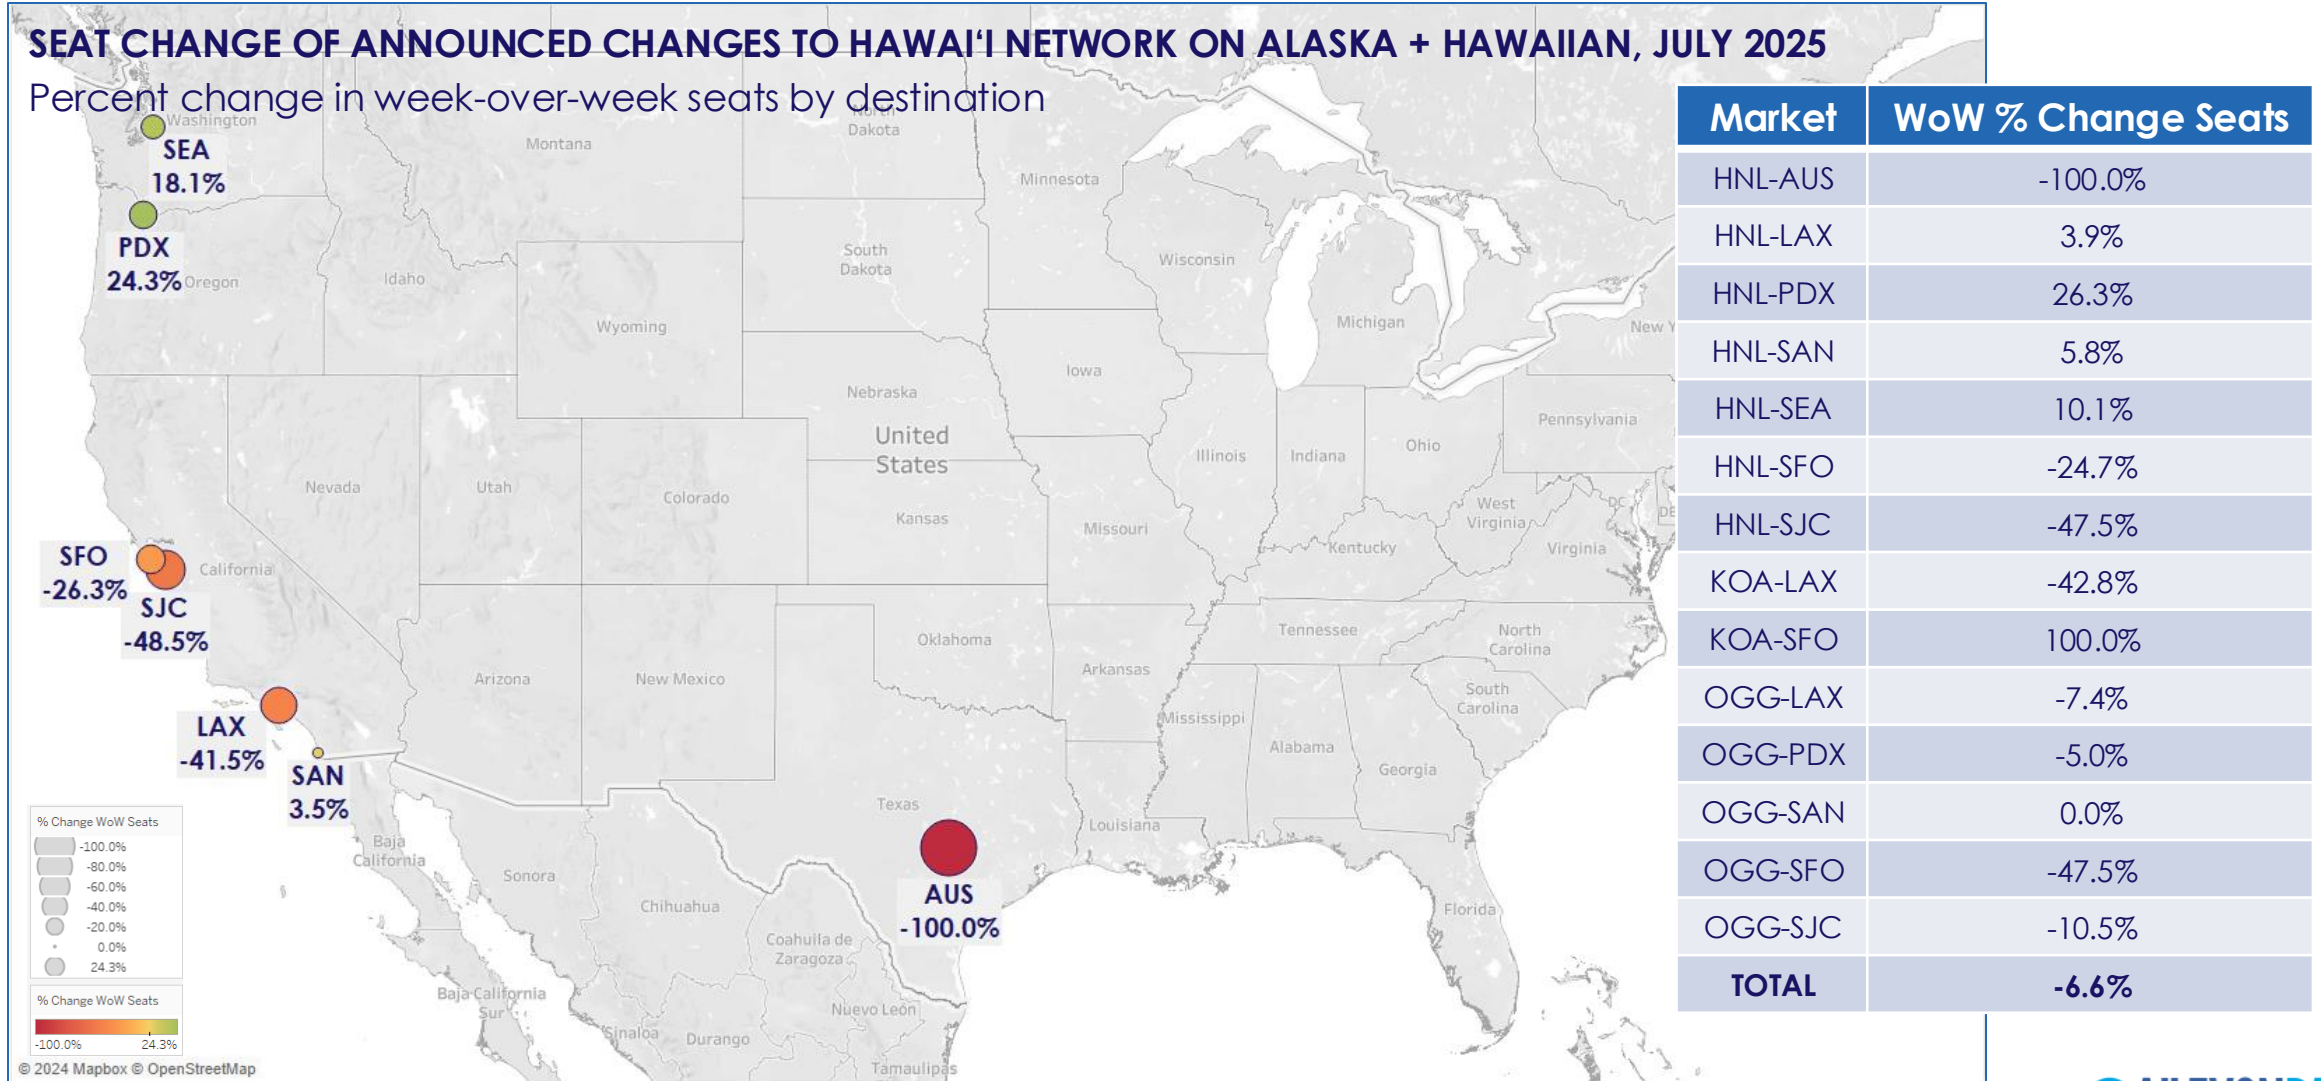 SEAT CHANGE OF ANNOUNCED CHANGES TO HAWAI‘I NETWORK ON ALASKA + HAWAIIAN, JULY 2025
Percent change in week-over-week seats by destination
Washington
North
Dakota
Montana
Minnesota
SEA
18.1%
PDX
24.3%
Oregon
Idaho
South
Dakota
Wisconsin
Wyoming
Michigan
New Y
Iowa
Nebraska
Pennsylvania
United
States
Illinois
Indiana
Ohio
Nevada
Utah
Colorado
Kansas
Missouri
West
Virginia
DC
DE
Kentucky
Virginia
SFO
-26.3%
California
SJC
-48.5%
Oklahoma
Tennessee
North
Carolina
Arkansas
Arizona
New Mexico
South
Carolina
Mississippi
LAX
-41.5%
Alabama
Georgia
SAN
3.5%
Texas
Louisiana
Baja
California
Sonora
Chihuahua
AUS
-100.0%
Florida
Coahuila de
Zaragoza
Baja California
Sur
Nuevo León
Sinaloa
Durango
Tamaulipas
% Change WoW Seats
-100.0%
-80.0%
-60.0%
-40.0%
-20.0%
0.0%
24.3%
% Change WoW Seats
-100.0% 24.3%
© 2024 Mapbox © OpenStreetMap
Market WoW % Change Seats
HNL-AUS -100.0%
HNL-LAX 3.9%
HNL-PDX 26.3%
HNL-SAN 5.8%
HNL-SEA 10.1%
HNL-SFO -24.7%
HNL-SJC -47.5%
KOA-LAX -42.8%
KOA-SFO 100.0%
OGG-LAX -7.4%
OGG-PDX -5.0%
OGG-SAN 0.0%
OGG-SFO -47.5%
OGG-SJC -10.5%
TOTAL -6.6%